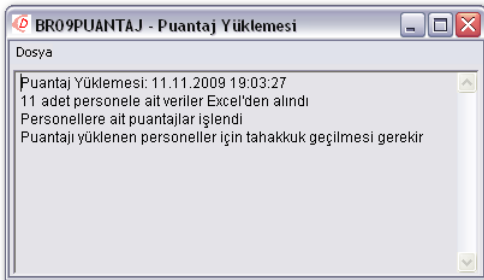 BR09PUANTAJ - Puantaj Yüklemesi
Dosya
Puantaj Yüklemesi: 11.11.2009 19:03:27
11 adet personele ait veriler Excel'den alındı
Personellere ait puantajlar işlendi
Puantajı yüklenen personeller için tahakkuk geçilmesi gerekir